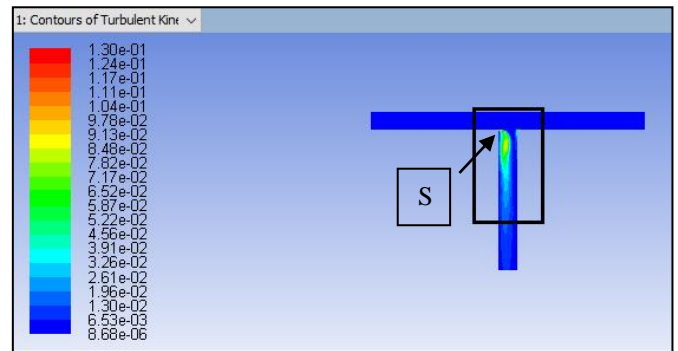 1: Contours of Turbulent Kine
1.30e-01
1.24e-01
1.17e-01
1.11e-01
1.04e-01
9.78e-02
9.13e-02
8.48e-02
7.82e-02
7.17e-02
6.52e-02
5.87e-02
5.22e-02
4.56e-02
3.91e-02
3.26e-02
2.61e-02
1.96e-02
1.30e-02
6.53e-03
8.68e-06
S